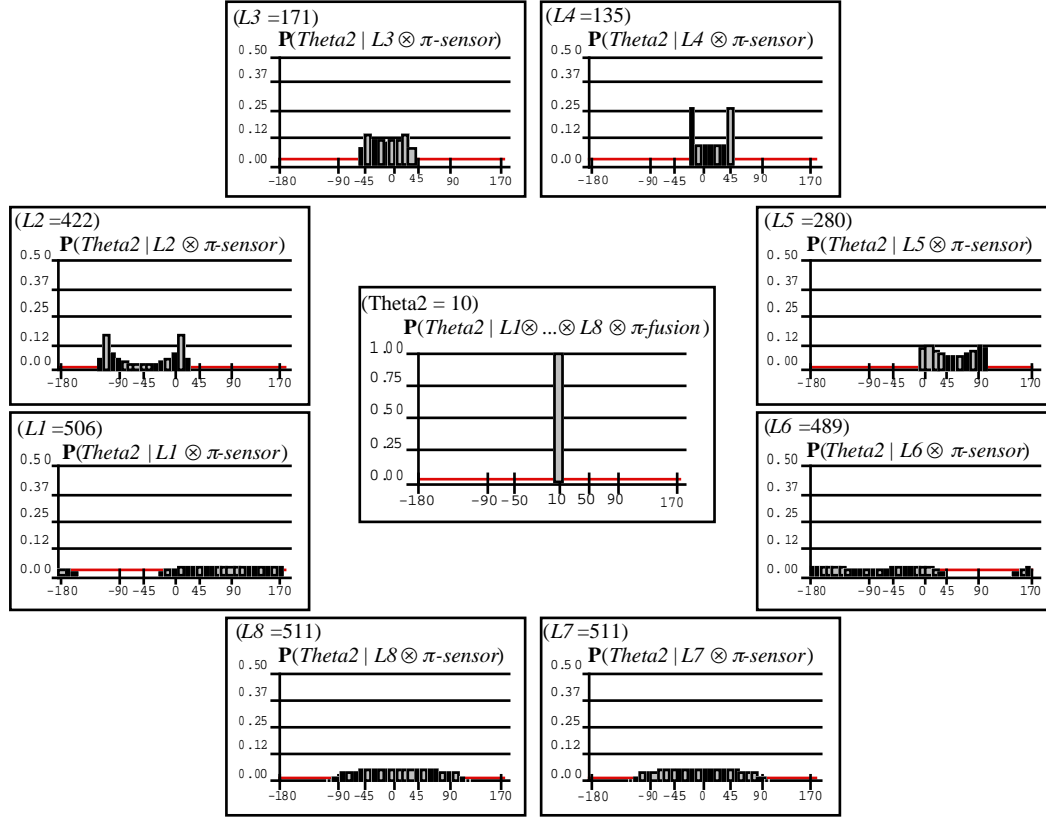 (L3 =171)
P(Theta2 | L3 ⊗ π-sensor)
0.50
0.37
0.25
0.12
0.00
-180 -90 -45 0 45 90 170
(L4 =135)
P(Theta2 | L4 ⊗ π-sensor)
0.50
0.37
0.25
0.12
0.00
-180 -90 -45 0 45 90 170
(L2 =422)
P(Theta2 | L2 ⊗ π-sensor)
0.50
0.37
0.25
0.12
0.00
-180 -90 -45 0 45 90 170
(Theta2 = 10)
P(Theta2 | L1⊗ ...⊗ L8 ⊗ π-fusion)
1.00
0.75
0.50
0.25
0.00
-180 -90 -50 10 50 90 170
(L5 =280)
P(Theta2 | L5 ⊗ π-sensor)
0.50
0.37
0.25
0.12
0.00
-180 -90 -45 0 45 90 170
(L1 =506)
P(Theta2 | L1 ⊗ π-sensor)
0.50
0.37
0.25
0.12
0.00
-180 -90 -45 0 45 90 170
(L6 =489)
P(Theta2 | L6 ⊗ π-sensor)
0.50
0.37
0.25
0.12
0.00
-180 -90 -45 0 45 90 170
(L8 =511)
P(Theta2 | L8 ⊗ π-sensor)
0.50
0.37
0.25
0.12
0.00
-180 -90 -45 0 45 90 170
(L7 =511)
P(Theta2 | L7 ⊗ π-sensor)
0.50
0.37
0.25
0.12
0.00
-180 -90 -45 0 45 90 170